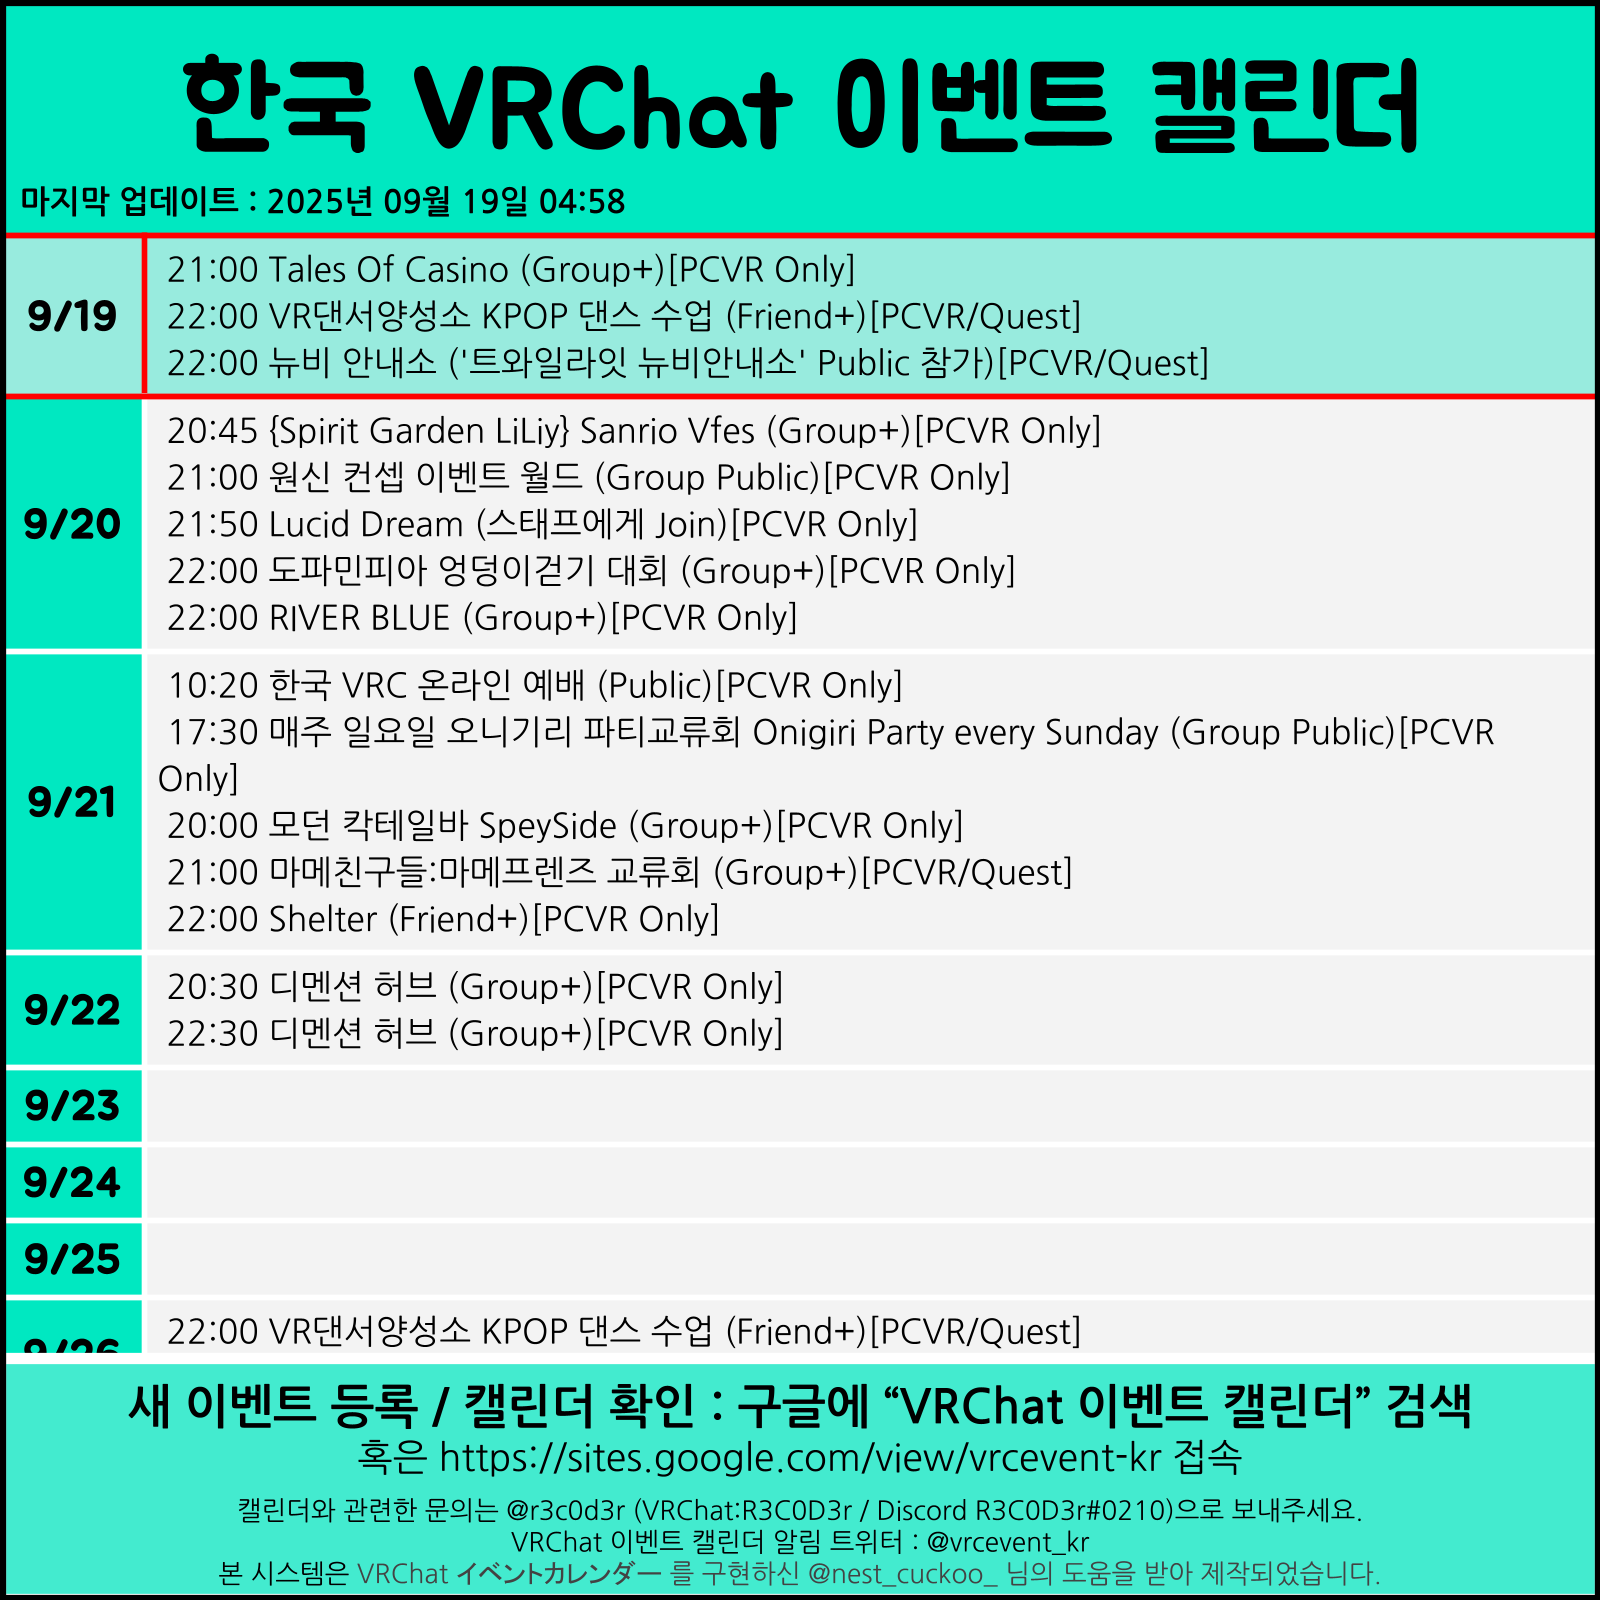 한국 VRChat 이벤트 캘린더
마지막 업데이트 : 2025년 09월 19일 04:58
9/19
21:00 Tales Of Casino (Group+)[PCVR Only]
22:00 VR댄서양성소 KPOP 댄스 수업 (Friend+)[PCVR/Quest]
22:00 뉴비 안내소 ('트와일라잇 뉴비안내소' Public 참가)[PCVR/Quest]
9/20
20:45 {Spirit Garden LiLiy} Sanrio Vfes (Group+)[PCVR Only]
21:00 원신 컨셉 이벤트 월드 (Group Public)[PCVR Only]
21:50 Lucid Dream (스태프에게 Join)[PCVR Only]
22:00 도파민피아 엉덩이걷기 대회 (Group+)[PCVR Only]
22:00 RIVER BLUE (Group+)[PCVR Only]
9/21
10:20 한국 VRC 온라인 예배 (Public)[PCVR Only]
17:30 매주 일요일 오니기리 파티교류회 Onigiri Party every Sunday (Group Public)[PCVR
Only]
20:00 모던 칵테일바 SpeySide (Group+)[PCVR Only]
21:00 마메친구들:마메프렌즈 교류회 (Group+)[PCVR/Quest]
22:00 Shelter (Friend+)[PCVR Only]
9/22
20:30 디멘션 허브 (Group+)[PCVR Only]
22:30 디멘션 허브 (Group+)[PCVR Only]
9/23
9/24
9/25
9/26
22:00 VR댄서양성소 KPOP 댄스 수업 (Friend+)[PCVR/Quest]
새 이벤트 등록 / 캘린더 확인 : 구글에 “VRChat 이벤트 캘린더” 검색
혹은 https://sites.google.com/view/vrcevent-kr 접속
캘린더와 관련한 문의는 @r3c0d3r (VRChat:R3C0D3r / Discord R3C0D3r#0210)으로 보내주세요.
VRChat 이벤트 캘린더 알림 트위터 : @vrcevent_kr
본 시스템은 VRChat イベントカレンダー 를 구현하신 @nest_cuckoo_ 님의 도움을 받아 제작되었습니다.